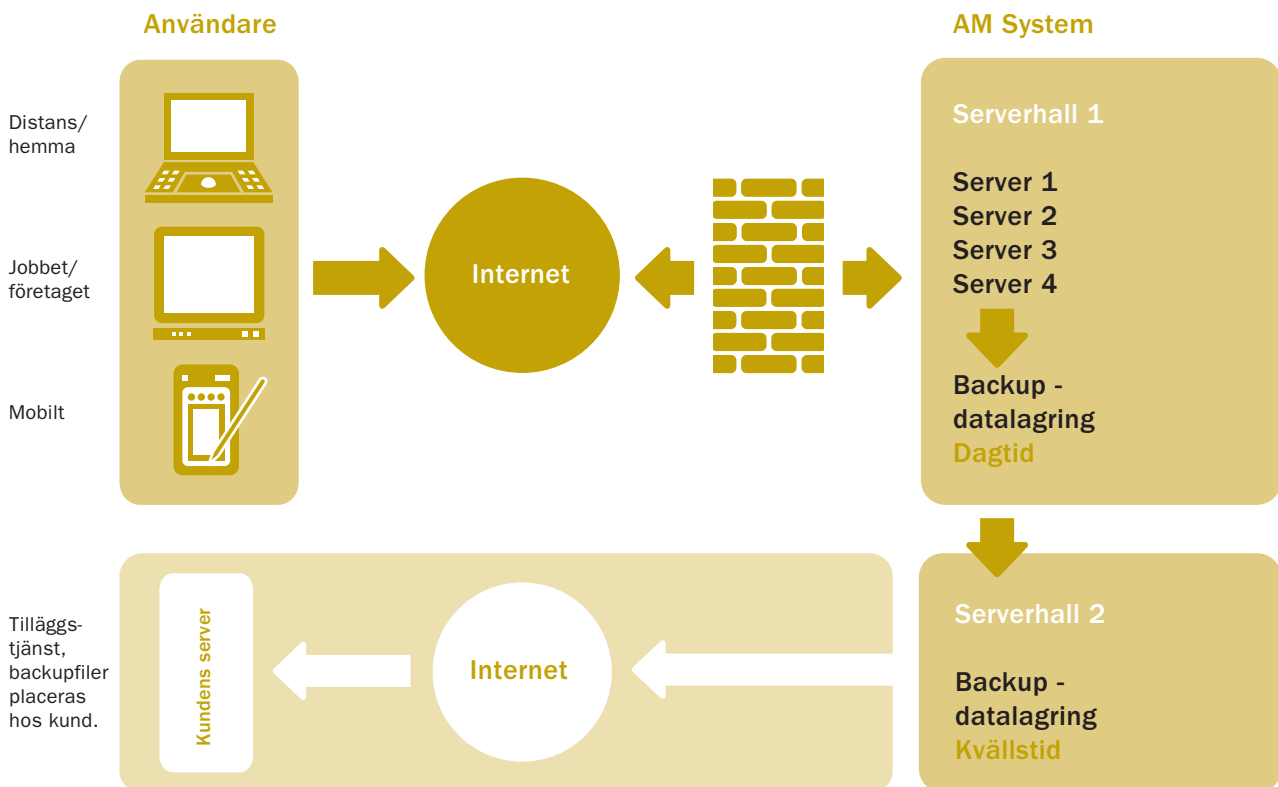 Användare
AM System
Distans/
hemma
Jobbet/
företaget
Mobilt
Internet
Serverhall 1
Server 1
Server 2
Server 3
Server 4
Backup -
datalagring
Dagtid
Tilläggs-
tjänst,
backupfiler
placeras
hos kund.
Kundens server
Internet
Serverhall 2
Backup -
datalagring
Kvällstid